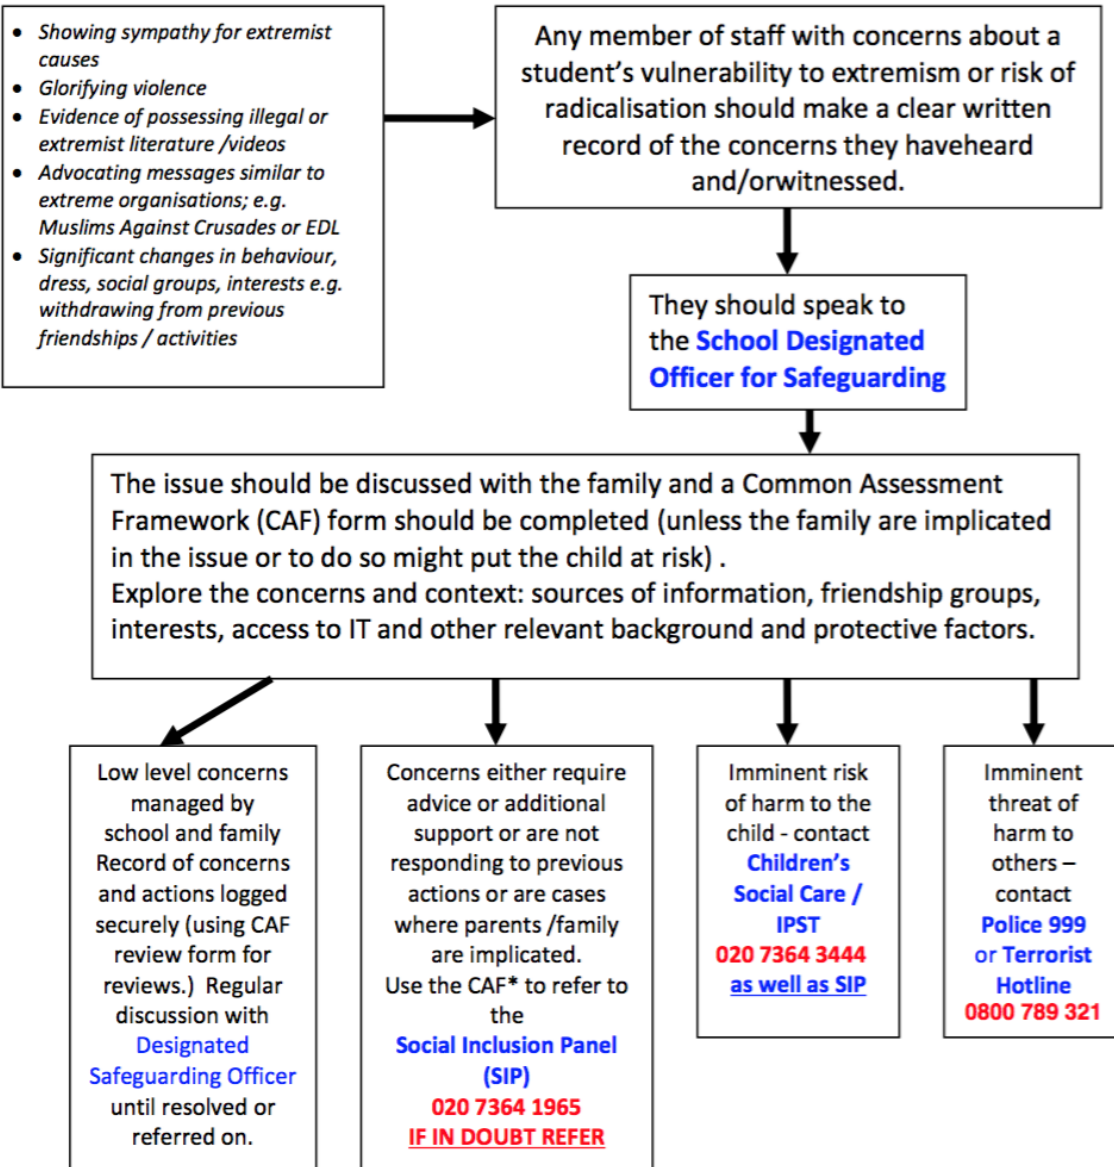 • Showing sympathy for extremist
causes
• Glorifying violence
• Evidence of possessing illegal or
extremist literature /videos
• Advocating messages similar to
extreme organisations; e.g.
Muslims Against Crusades or EDL
• Significant changes in behaviour,
dress, social groups, interests e.g.
withdrawing from previous
friendships / activities
Any member of staff with concerns about a
student’s vulnerability to extremism or risk of
radicalisation should make a clear written
record of the concerns they haveheard
and/orwitnessed.
They should speak to
the School Designated
Officer for Safeguarding
The issue should be discussed with the family and a Common Assessment
Framework (CAF) form should be completed (unless the family are implicated
in the issue or to do so might put the child at risk) .
Explore the concerns and context: sources of information, friendship groups,
interests, access to IT and other relevant background and protective factors.
Low level concerns
managed by
school and family
Record of concerns
and actions logged
securely (using CAF
review form for
reviews.) Regular
discussion with
Designated
Safeguarding Officer
until resolved or
referred on.
Concerns either require
advice or additional
support or are not
responding to previous
actions or are cases
where parents /family
are implicated.
Use the CAF* to refer to
the
Social Inclusion Panel
(SIP)
020 7364 1965
IF IN DOUBT REFER
Imminent risk
of harm to the
child - contact
Children’s
Social Care /
IPST
020 7364 3444
as well as SIP
Imminent
threat of
harm to
others –
contact
Police 999
or Terrorist
Hotline
0800 789 321